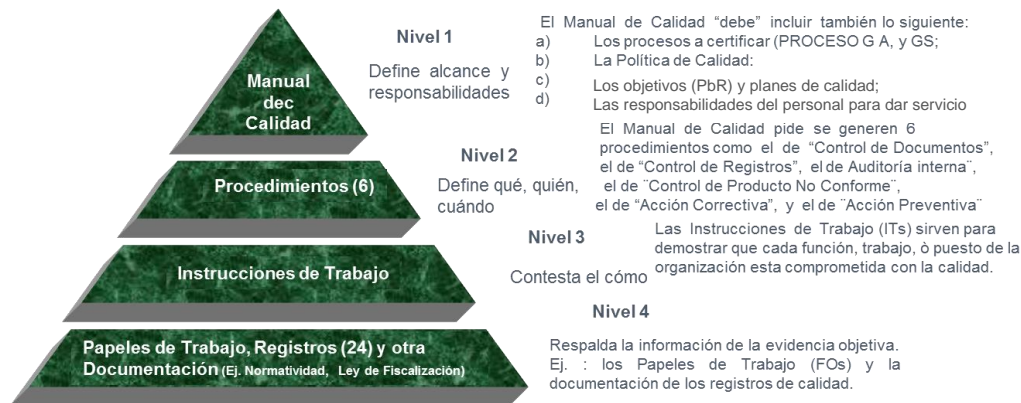 Manual
dec
Calidad
Nivel 1
Define alcance y
responsabilidades
El Manual de Calidad “debe” incluir también lo siguiente:
a) Los procesos a certificar (PROCESO G A, y GS;
b) La Política de Calidad:
c) Los objetivos (PbR) y planes de calidad;
d) Las responsabilidades del personal para dar servicio
Procedimientos (6)
Nivel 2
Define qué, quién,
cuándo
El Manual de Calidad pide se generen 6
procedimientos como el de “Control de Documentos”,
el de “Control de Registros”, el de Auditoría interna¨,
el de ¨Control de Producto No Conforme¨,
el de “Acción Correctiva”, y el de ¨Acción Preventiva¨
Instrucciones de Trabajo
Nivel 3
Contesta el cómo
Las Instrucciones de Trabajo (ITs) sirven para
demostrar que cada función, trabajo, ò puesto de la
organización esta comprometida con la calidad.
Papeles de Trabajo, Registros (24) y otra
Documentación (Ej. Normatividad, Ley de Fiscalización)
Nivel 4
Respalda la información de la evidencia objetiva.
Ej. : los Papeles de Trabajo (FOs) y la
documentación de los registros de calidad.